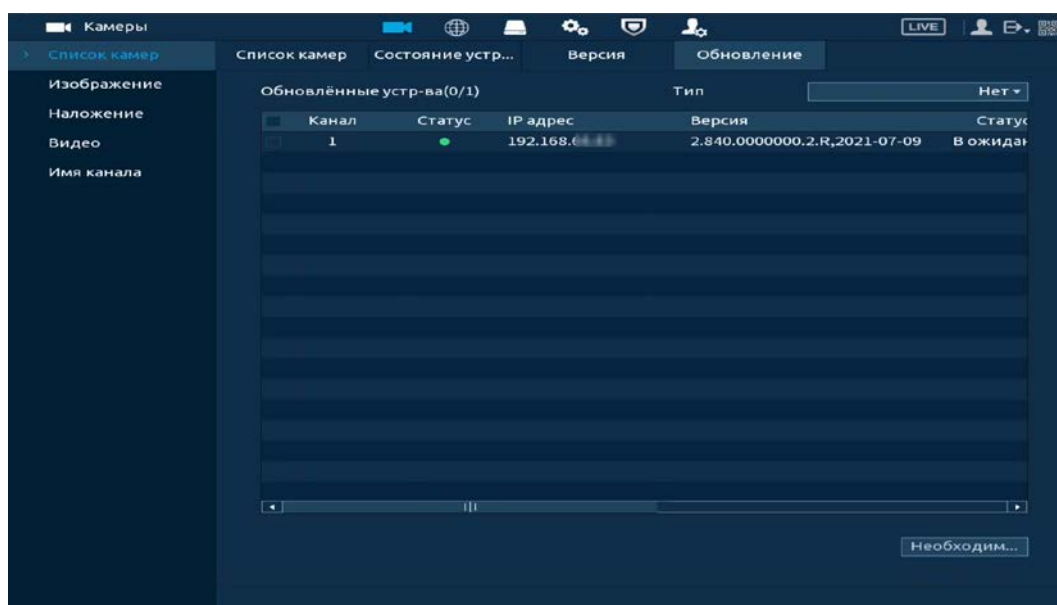 Камеры LIVE
Список камер Список камер Состояние устр... Версия Обновление
Изображение Обновлённые устр-ва(0/1) Тип Нет
Наложение Канал Статус IP адрес Версия Статус
Видео 1 192.168. 2.840.0000000.2.R,2021-07-09 В ожидан
Имя канала
Необходим...